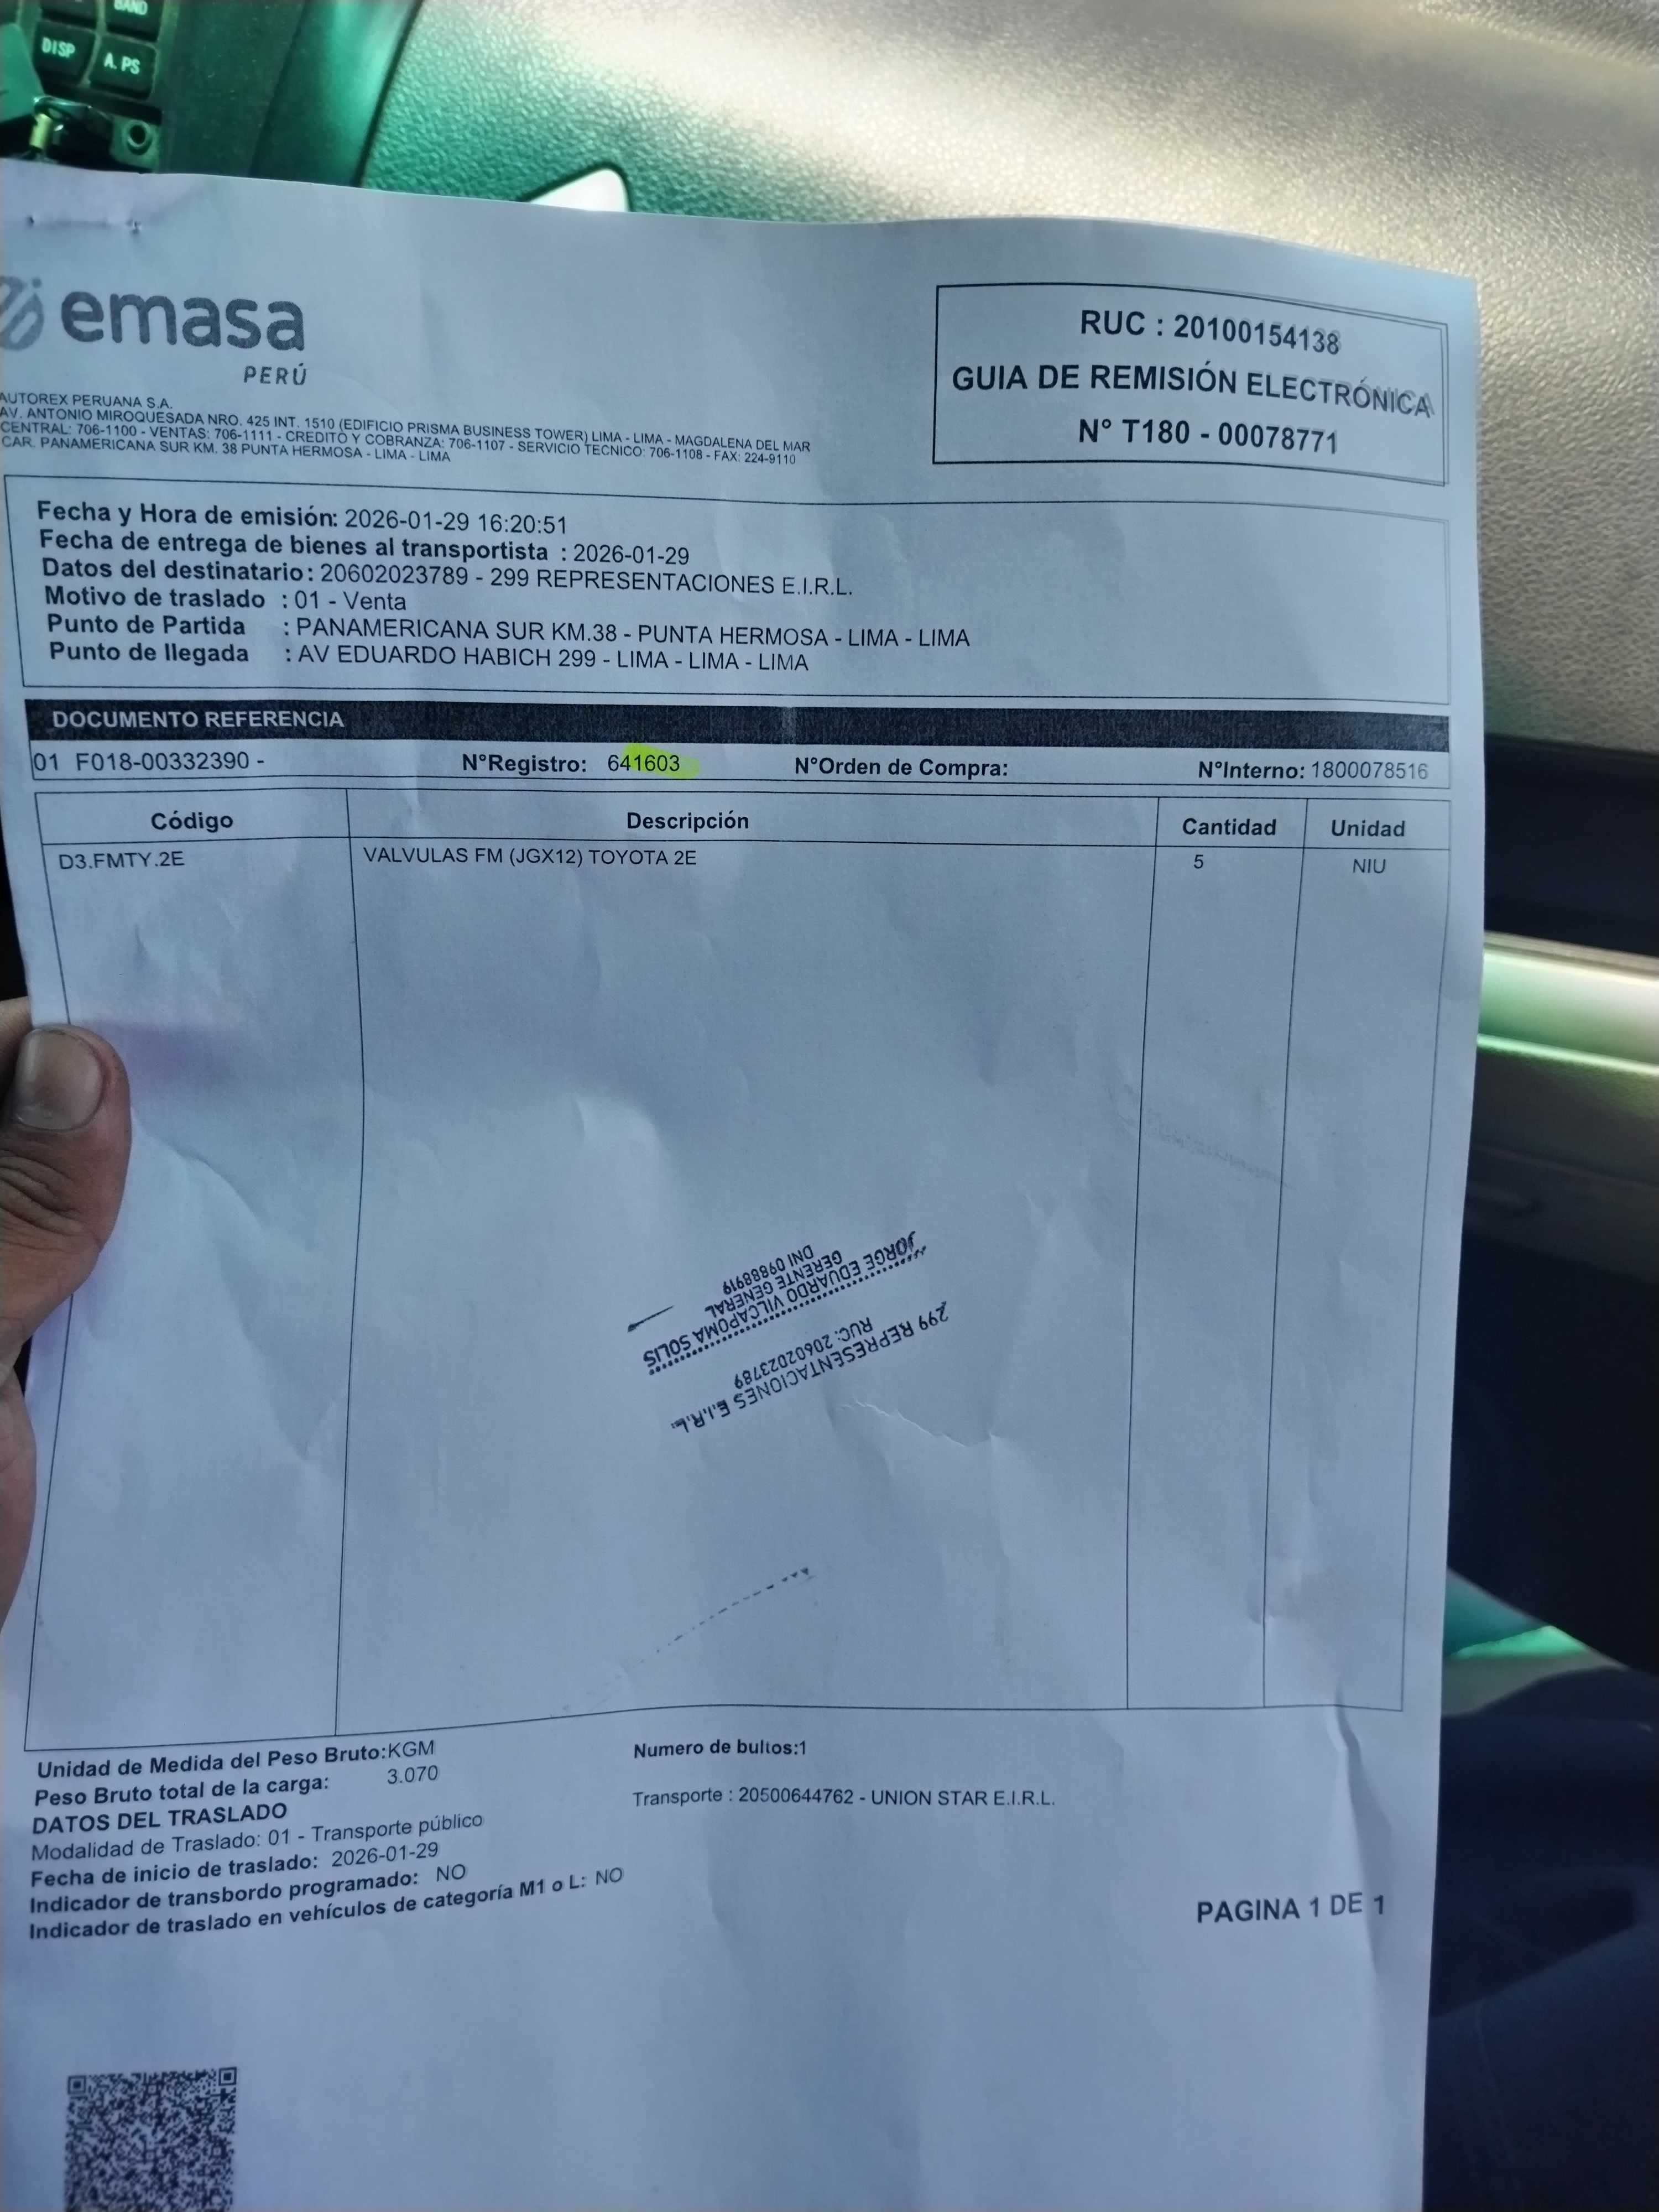 BAND
DISP
A.PS
emasa
PERÚ
AUTOREX PERUANA S.A.
AV. ANTONIO MIROQUESADA NRO. 425 INT. 1510 (EDIFICIO PRISMA BUSINESS TOWER) LIMA - LIMA - MAGDALENA DEL MAR
CENTRAL: 706-1100 - VENTAS: 706-1111 - CREDITO Y COBRANZA: 706-1107 - SERVICIO TECNICO: 706-1108 - FAX: 224-9110
CAR. PANAMERICANA SUR KM. 38 PUNTA HERMOSA - LIMA - LIMA
RUC : 20100154138
GUIA DE REMISIÓN ELECTRÓNICA
N° T180 - 00078771
Fecha y Hora de emisión: 2026-01-29 16:20:51
Fecha de entrega de bienes al transportista : 2026-01-29
Datos del destinatario: 20602023789 - 299 REPRESENTACIONES E.I.R.L.
Motivo de traslado : 01 - Venta
Punto de Partida : PANAMERICANA SUR KM.38 - PUNTA HERMOSA - LIMA - LIMA
Punto de llegada : AV EDUARDO HABICH 299 - LIMA - LIMA - LIMA
DOCUMENTO REFERENCIA
01 F018-00332390 - N°Registro: 641603 N°Orden de Compra: N°Interno: 1800078516
Código Descripción Cantidad Unidad
D3.FMTY.2E VALVULAS FM (JGX12) TOYOTA 2E 5 NIU
299 REPRESENTACIONES E.I.R.L.
RUC: 20602023789
JORGE EDUARDO VILCAPOMA SOLIS
GERENTE GENERAL
DNI 09888919
Unidad de Medida del Peso Bruto:KGM Numero de bultos:1
Peso Bruto total de la carga: 3.070
DATOS DEL TRASLADO Transporte : 20500644762 - UNION STAR E.I.R.L.
Modalidad de Traslado: 01 - Transporte público
Fecha de inicio de traslado: 2026-01-29
Indicador de transbordo programado: NO
Indicador de traslado en vehículos de categoría M1 o L: NO
PAGINA 1 DE 1